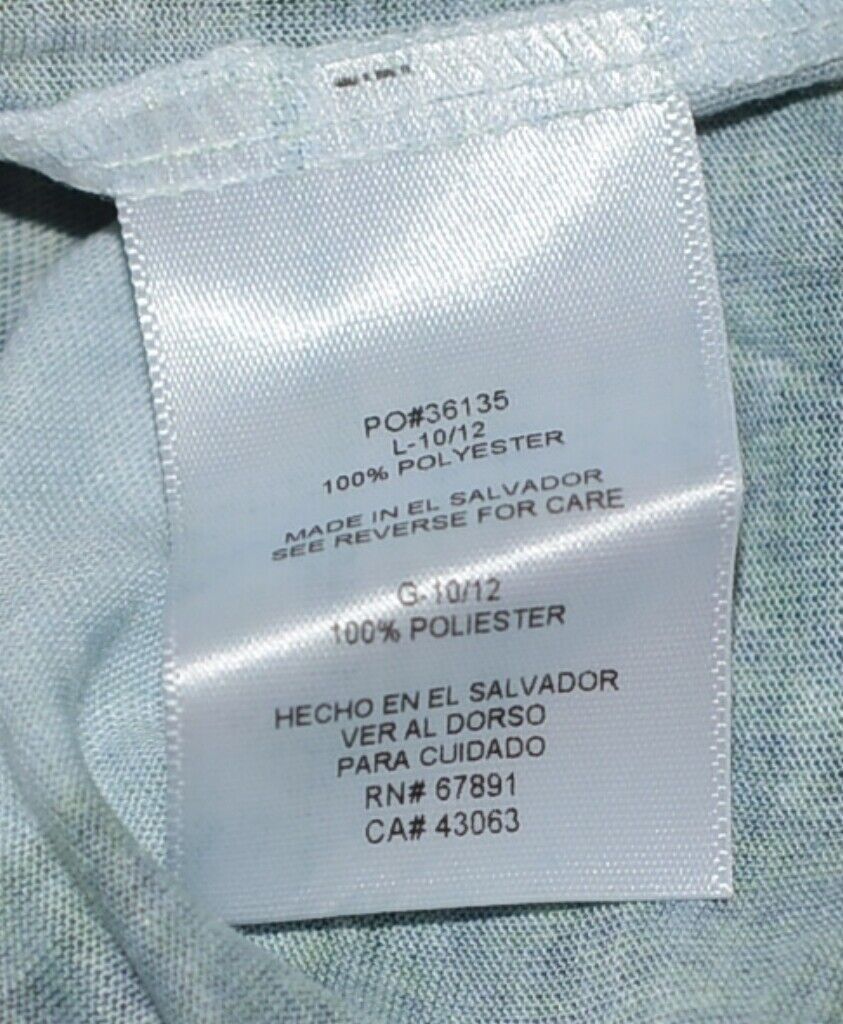 PO#36135
L-10/12
100% POLYESTER
MADE IN EL SALVADOR
SEE REVERSE FOR CARE
G-10/12
100% POLIESTER
HECHO EN EL SALVADOR
VER AL DORSO
PARA CUIDADO
RN# 67891
CA# 43063